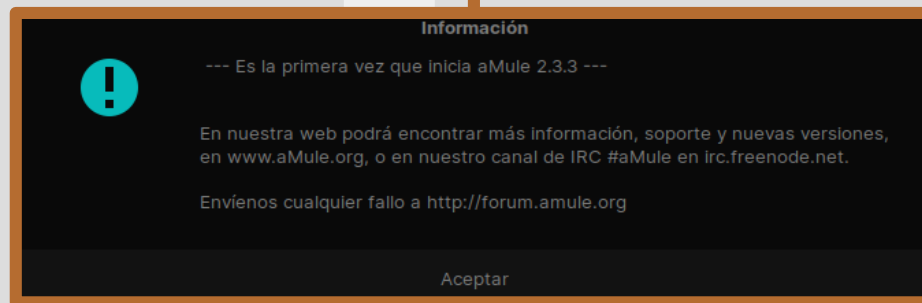 Información
--- Es la primera vez que inicia aMule 2.3.3 ---
En nuestra web podrá encontrar más información, soporte y nuevas versiones,
en www.aMule.org, o en nuestro canal de IRC #aMule en irc.freenode.net.
Envíenos cualquier fallo a http://forum.amule.org
Aceptar